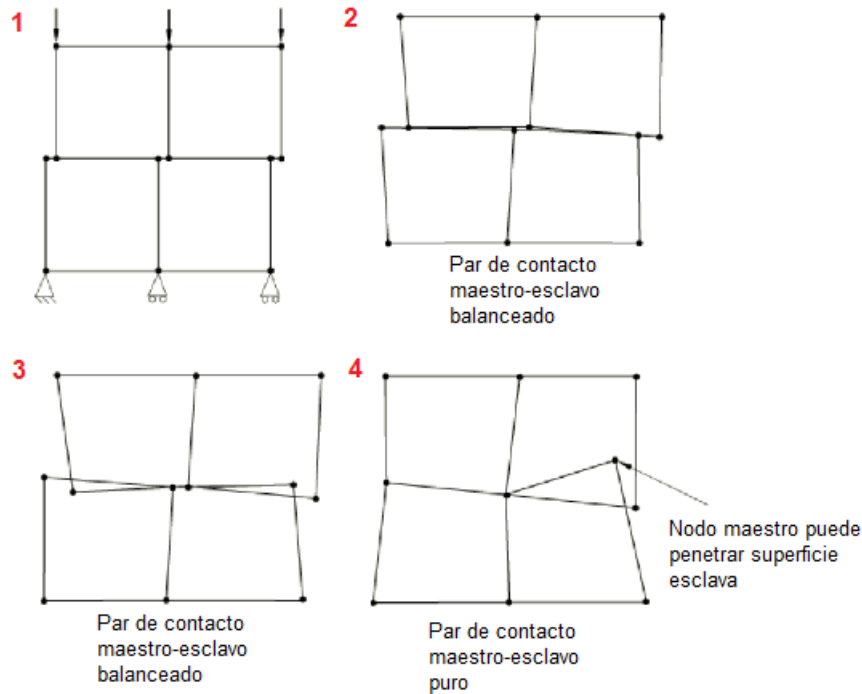 1
2
Par de contacto
maestro-esclavo
balanceado
3
4
Nodo maestro puede
penetrar superficie
esclava
Par de contacto
maestro-esclavo
balanceado
Par de contacto
maestro-esclavo
puro